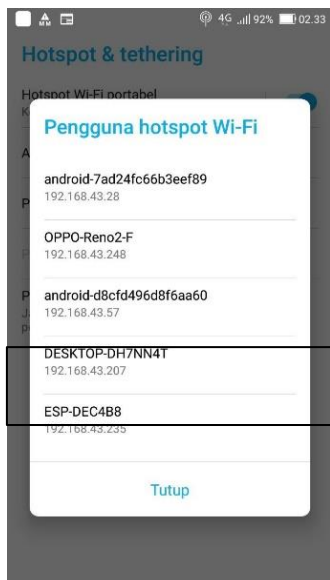 4G 92% 02.33
Hotspot & tethering
Hotspot Wi-Fi portabel
Pengguna hotspot Wi-Fi
android-7ad24fc66b3eef89
192.168.43.28
OPPO-Reno2-F
192.168.43.248
android-d8cfd496d8f6aa60
192.168.43.57
DESKTOP-DH7NN4T
192.168.43.207
ESP-DEC4B8
192.168.43.235
Tutup